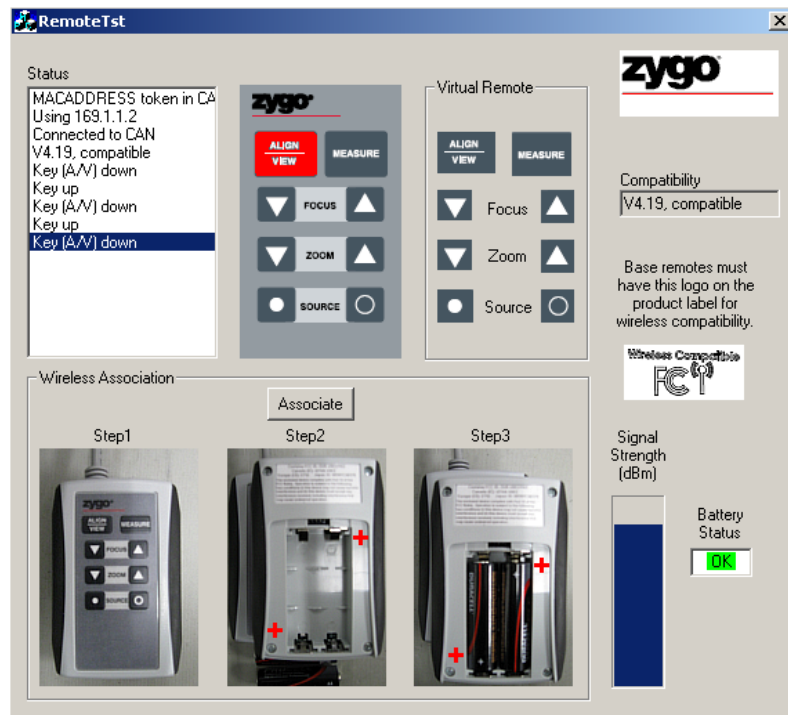 RemoteTst
Status
MACADDRESS token in CA
Using 169.1.1.2
Connected to CAN
V4.19, compatible
Key (A/V) down
Key up
Key (A/V) down
Key up
Key (A/V) down
zygo
ALIGN
VIEW
MEASURE
FOCUS
ZOOM
SOURCE
Virtual Remote
ALIGN
VIEW
MEASURE
Focus
Zoom
Source
zygo
Compatibility
V4.19, compatible
Base remotes must
have this logo on the
product label for
wireless compatibility.
Wireless Compatible
FC
Wireless Association
Associate
Step1
Step2
Step3
zygo
ALIGN
VIEW
MEASURE
FOCUS
ZOOM
SOURCE
DURACELL
DURACELL
Signal
Strength
(dBm)
Battery
Status
OK